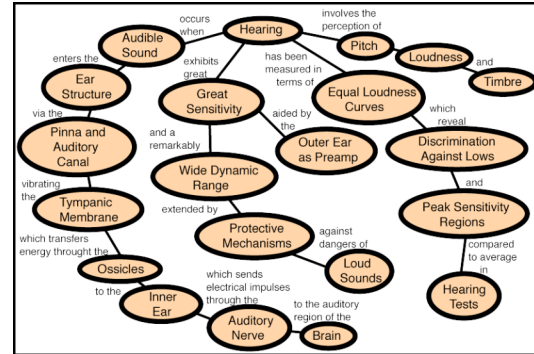 occurs
when
Hearing
involves the
perception of
Audible
Sound
Pitch
Loudness
and
Timbre
enters the
exhibits
great
has been
measured in
terms of
Ear
Structure
Great
Sensitivity
Equal Loudness
Curves
via the
aided by
the
which
reveal
Pinna and
Auditory
Canal
and a
remarkably
Outer Ear
as Preamp
Discrimination
Against Lows
vibrating
the
Wide Dynamic
Range
and
Tympanic
Membrane
extended by
Peak Sensitivity
Regions
which transfers
energy throught the
Protective
Mechanisms
against
dangers of
compared
to average
in
Ossicles
Loud
Sounds
to the
which sends
electrical impulses
through the
Hearing
Tests
Inner
Ear
to the auditory
region of the
Auditory
Nerve
Brain